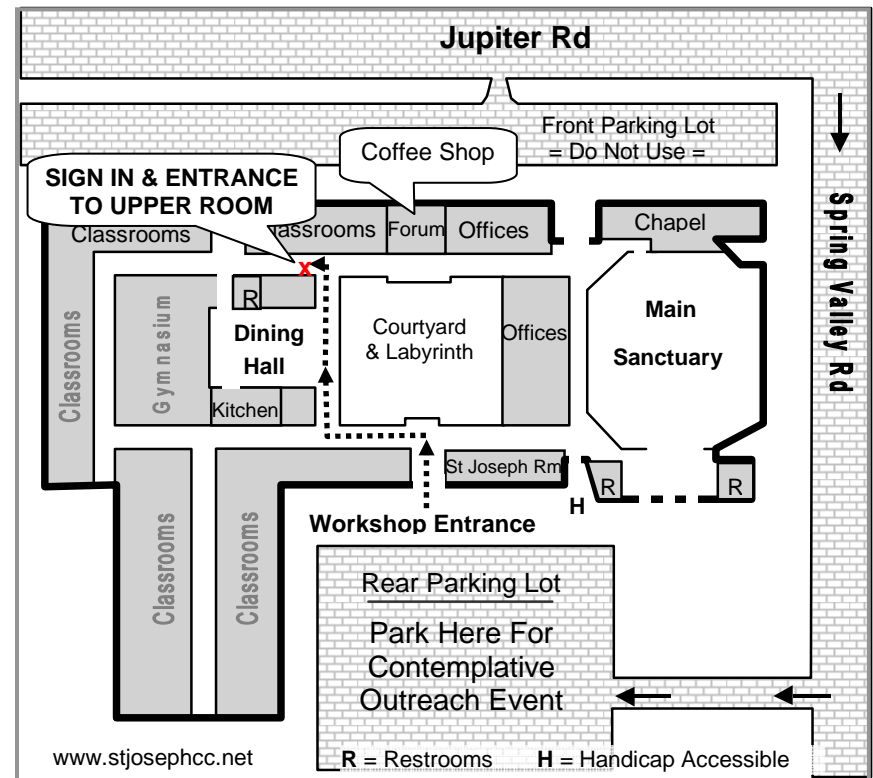 Jupiter Rd
Front Parking Lot
= Do Not Use =
Coffee Shop
SIGN IN & ENTRANCE
TO UPPER ROOM
Spring Valley Rd
Classrooms
assrooms
Forum
Offices
Chapel
x
R
Dining
Hall
Kitchen
Gymnasium
Classrooms
Courtyard
& Labyrinth
Offices
Main
Sanctuary
St Joseph Rm
H
R
R
Workshop Entrance
Classrooms
Classrooms
Rear Parking Lot
Park Here For
Contemplative
Outreach Event
www.stjosephcc.net
R = Restrooms H = Handicap Accessible